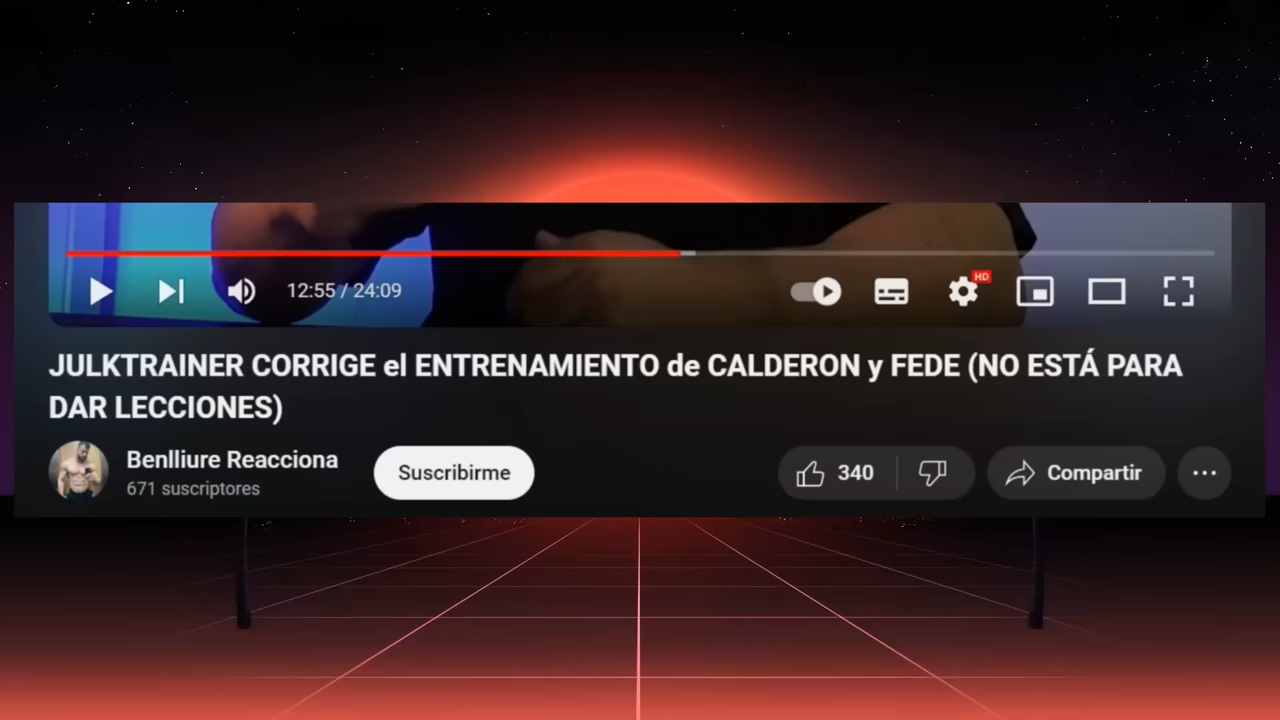 HD
12:55 / 24:09
JULKTRAINER CORRIGE el ENTRENAMIENTO de CALDERON y FEDE (NO ESTÁ PARA
DAR LECCIONES)
Benlliure Reacciona
671 suscriptores
Suscribirme
340
Compartir